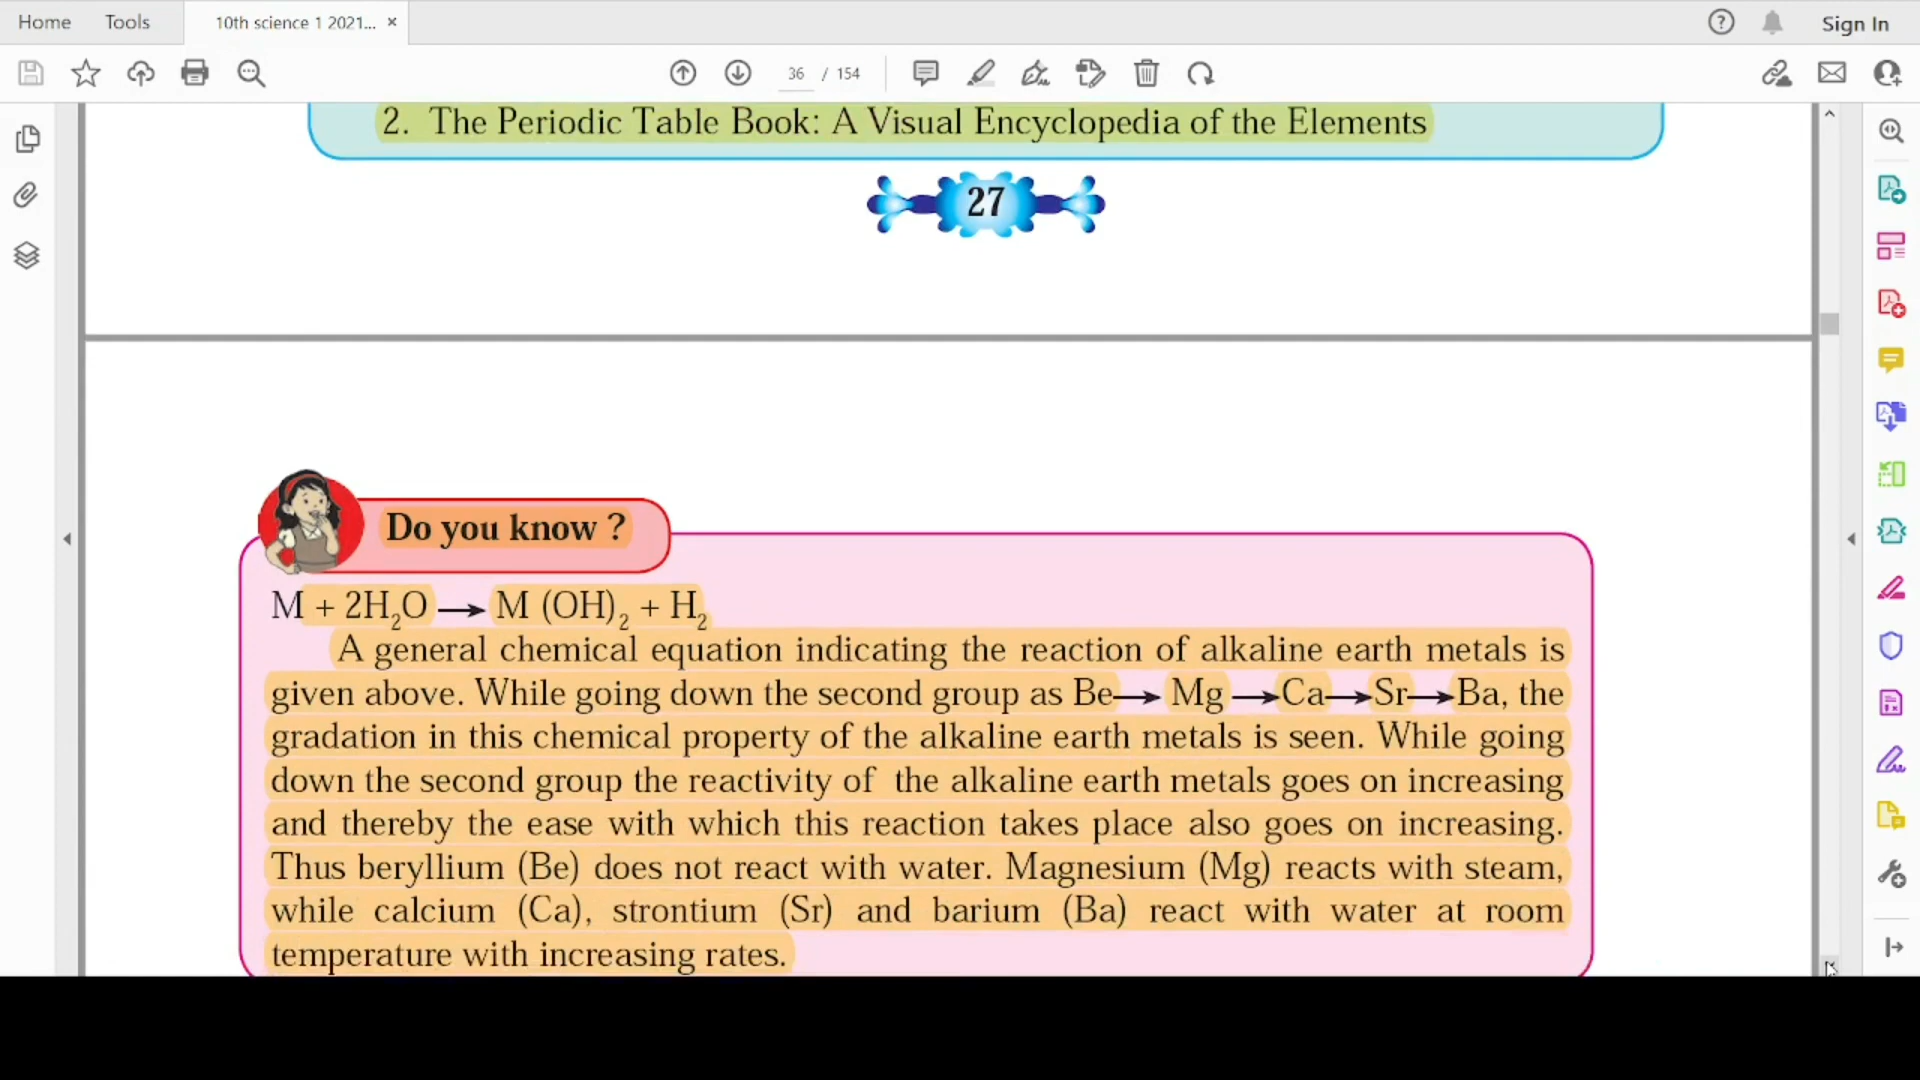 Home Tools 10th science 1 2021... × Sign In
36 / 154
2. The Periodic Table Book: A Visual Encyclopedia of the Elements
27
Do you know ?
M + 2H₂O ⟶ M (OH)₂ + H₂
A general chemical equation indicating the reaction of alkaline earth metals is
given above. While going down the second group as Be⟶ Mg ⟶Ca⟶Sr⟶Ba, the
gradation in this chemical property of the alkaline earth metals is seen. While going
down the second group the reactivity of the alkaline earth metals goes on increasing
and thereby the ease with which this reaction takes place also goes on increasing.
Thus beryllium (Be) does not react with water. Magnesium (Mg) reacts with steam,
while calcium (Ca), strontium (Sr) and barium (Ba) react with water at room
temperature with increasing rates.